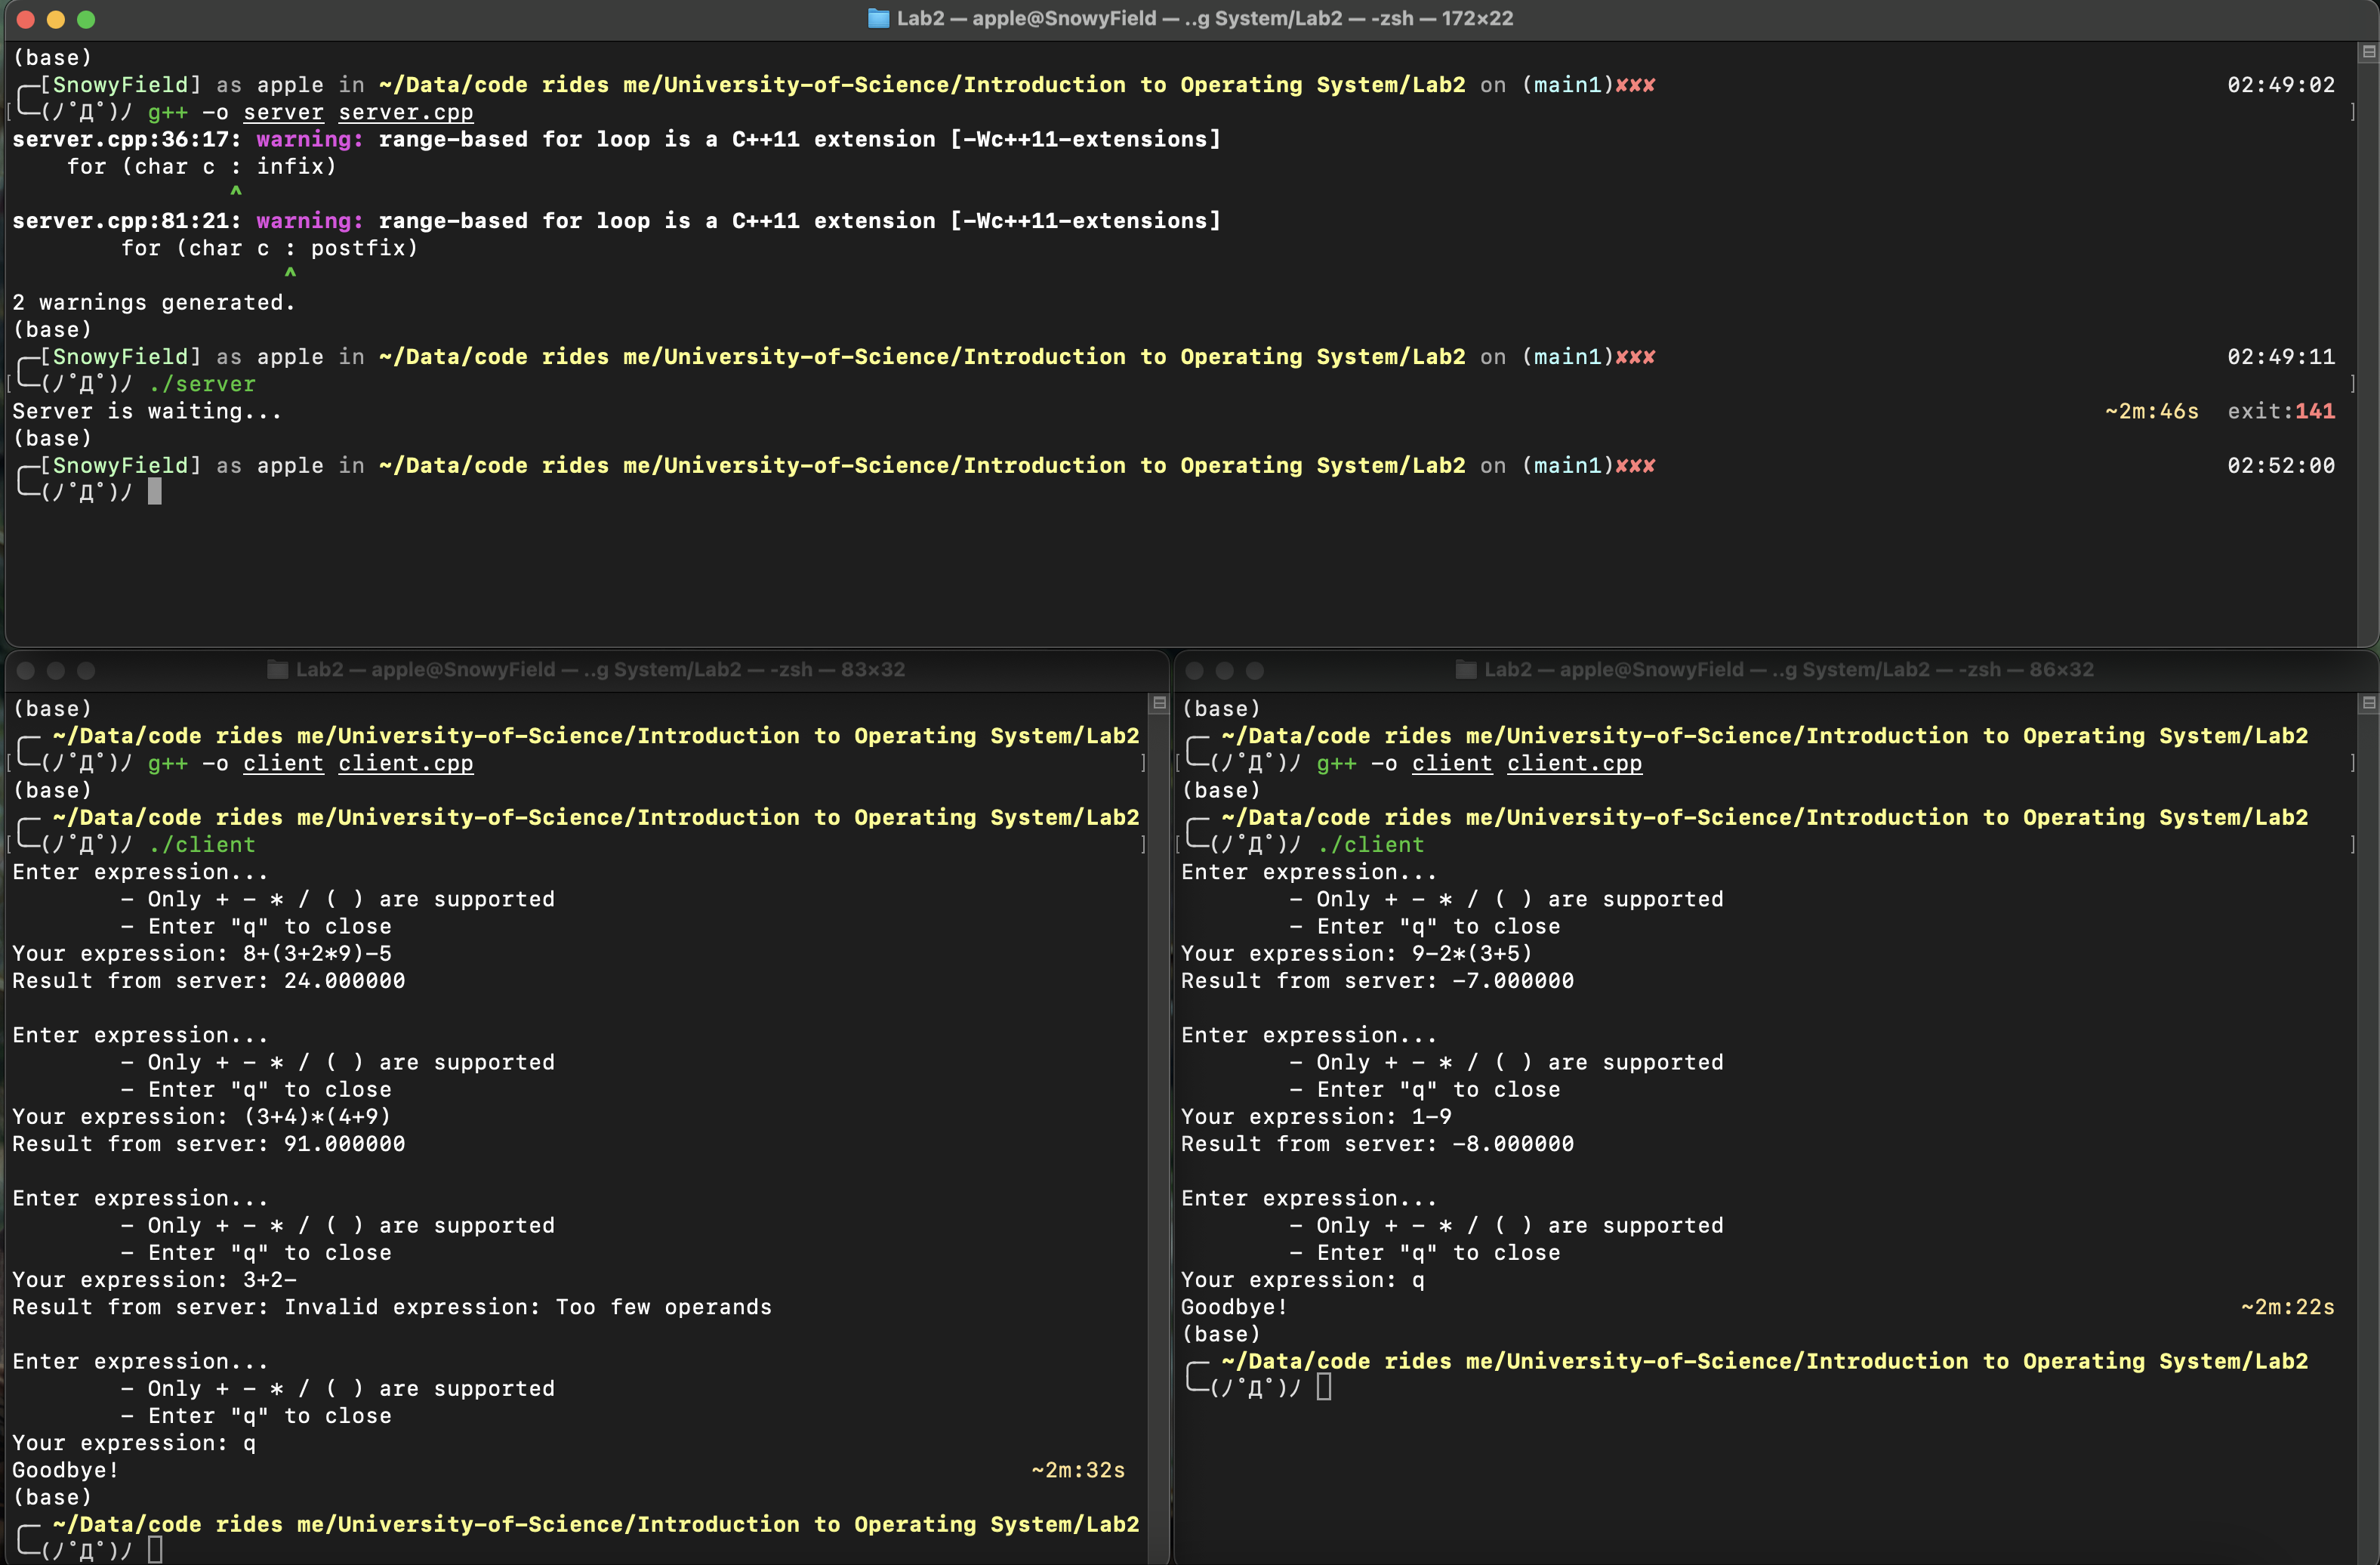 Lab2 — apple@SnowyField — ..g System/Lab2 — -zsh — 172×22
(base)
╭─[SnowyField] as apple in ~/Data/code rides me/University-of-Science/Introduction to Operating System/Lab2 on (main1)✘✘✘ 02:49:02
╰─(ﾉ˚Д˚)ﾉ g++ -o server server.cpp
server.cpp:36:17: warning: range-based for loop is a C++11 extension [-Wc++11-extensions]
    for (char c : infix)
                ^
server.cpp:81:21: warning: range-based for loop is a C++11 extension [-Wc++11-extensions]
        for (char c : postfix)
                    ^
2 warnings generated.
(base)
╭─[SnowyField] as apple in ~/Data/code rides me/University-of-Science/Introduction to Operating System/Lab2 on (main1)✘✘✘ 02:49:11
╰─(ﾉ˚Д˚)ﾉ ./server
Server is waiting... ~2m:46s exit:141
(base)
╭─[SnowyField] as apple in ~/Data/code rides me/University-of-Science/Introduction to Operating System/Lab2 on (main1)✘✘✘ 02:52:00
╰─(ﾉ˚Д˚)ﾉ
Lab2 — apple@SnowyField — ..g System/Lab2 — -zsh — 83×32
(base)
╭─ ~/Data/code rides me/University-of-Science/Introduction to Operating System/Lab2
╰─(ﾉ˚Д˚)ﾉ g++ -o client client.cpp
(base)
╭─ ~/Data/code rides me/University-of-Science/Introduction to Operating System/Lab2
╰─(ﾉ˚Д˚)ﾉ ./client
Enter expression...
        - Only + - * / ( ) are supported
        - Enter "q" to close
Your expression: 8+(3+2*9)-5
Result from server: 24.000000
Enter expression...
        - Only + - * / ( ) are supported
        - Enter "q" to close
Your expression: (3+4)*(4+9)
Result from server: 91.000000
Enter expression...
        - Only + - * / ( ) are supported
        - Enter "q" to close
Your expression: 3+2-
Result from server: Invalid expression: Too few operands
Enter expression...
        - Only + - * / ( ) are supported
        - Enter "q" to close
Your expression: q
Goodbye! ~2m:32s
(base)
╭─ ~/Data/code rides me/University-of-Science/Introduction to Operating System/Lab2
╰─(ﾉ˚Д˚)ﾉ
Lab2 — apple@SnowyField — ..g System/Lab2 — -zsh — 86×32
(base)
╭─ ~/Data/code rides me/University-of-Science/Introduction to Operating System/Lab2
╰─(ﾉ˚Д˚)ﾉ g++ -o client client.cpp
(base)
╭─ ~/Data/code rides me/University-of-Science/Introduction to Operating System/Lab2
╰─(ﾉ˚Д˚)ﾉ ./client
Enter expression...
        - Only + - * / ( ) are supported
        - Enter "q" to close
Your expression: 9-2*(3+5)
Result from server: -7.000000
Enter expression...
        - Only + - * / ( ) are supported
        - Enter "q" to close
Your expression: 1-9
Result from server: -8.000000
Enter expression...
        - Only + - * / ( ) are supported
        - Enter "q" to close
Your expression: q
Goodbye! ~2m:22s
(base)
╭─ ~/Data/code rides me/University-of-Science/Introduction to Operating System/Lab2
╰─(ﾉ˚Д˚)ﾉ